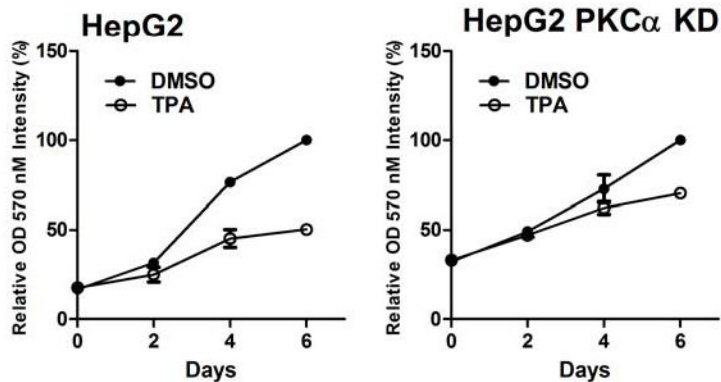 HepG2
Relative OD 570 nM Intensity (%)
150
100
50
0
DMSO
TPA
0 2 4 6
Days
HepG2 PKCα KD
Relative OD 570 nM Intensity (%)
150
100
50
0
DMSO
TPA
0 2 4 6
Days